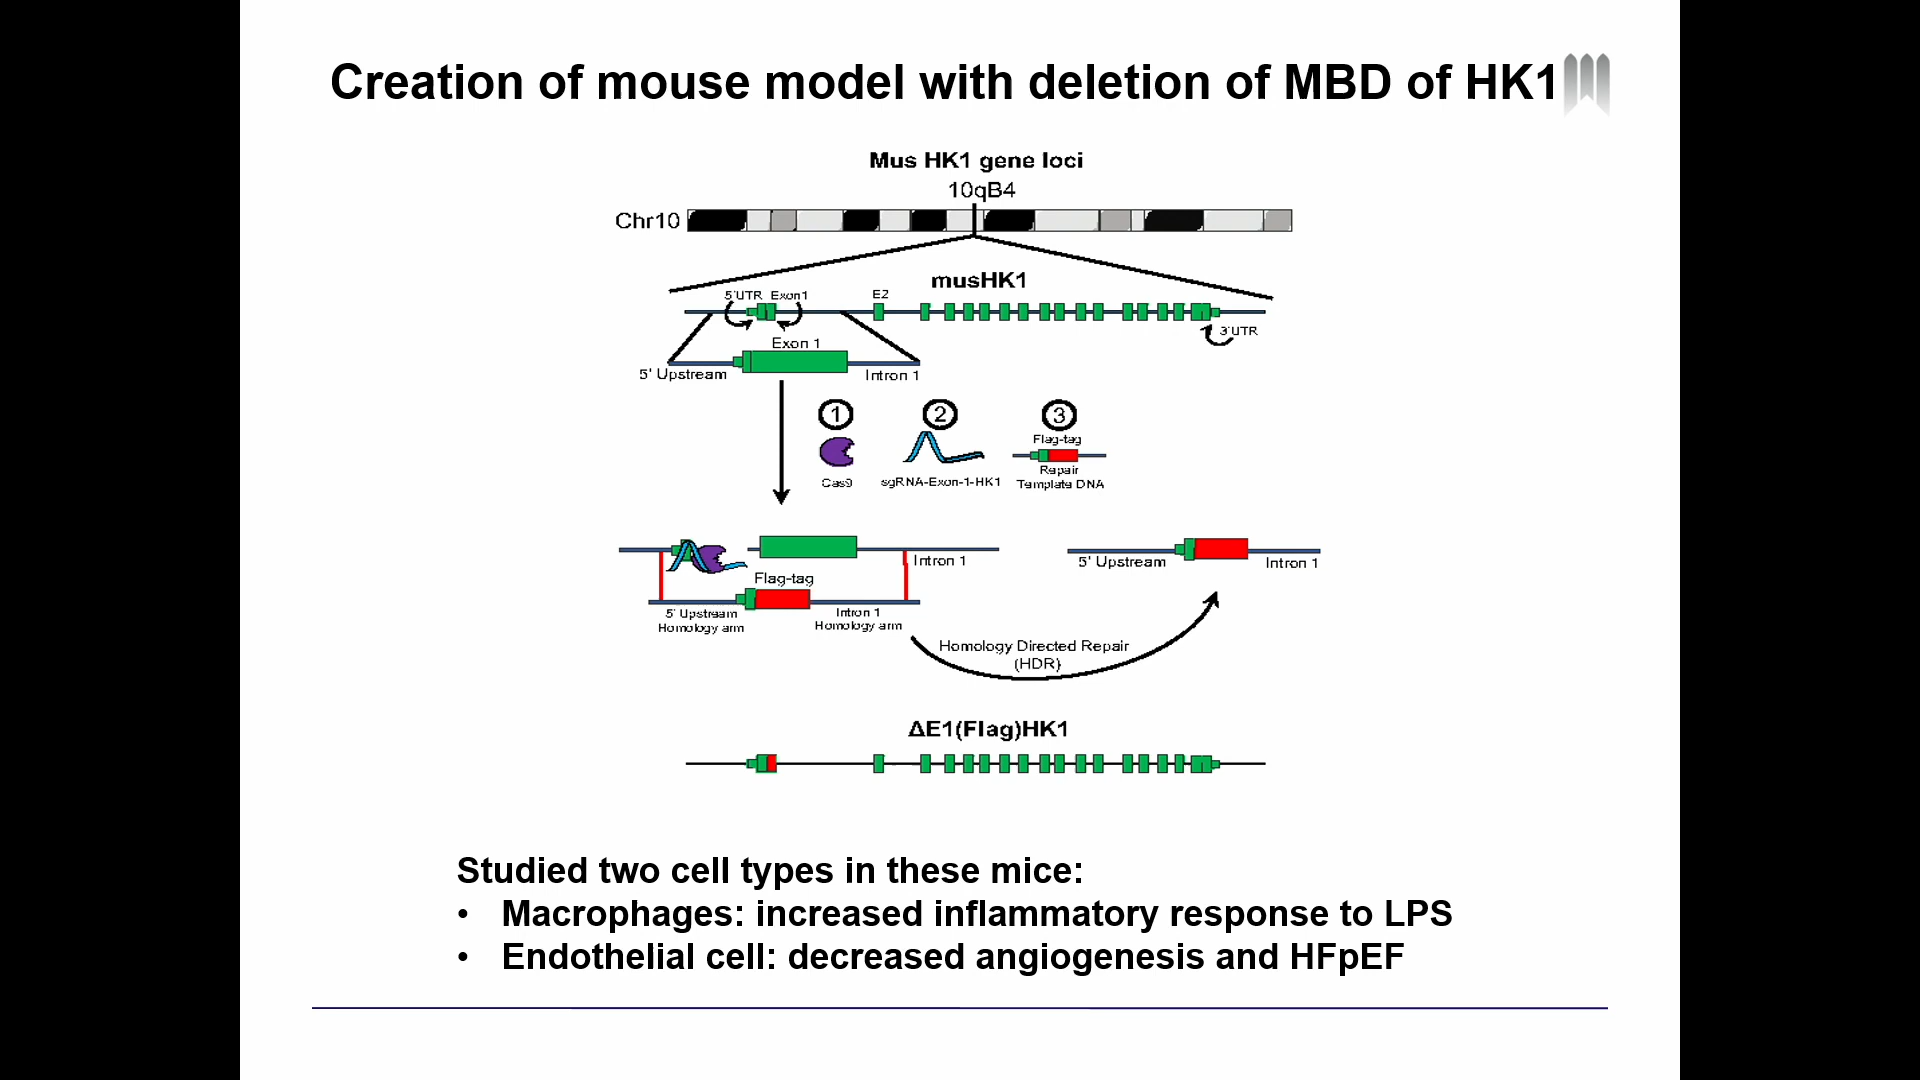 Creation of mouse model with deletion of MBD of HK1
Mus HK1 gene loci
10qB4
Chr10
musHK1
5'UTR Exon1
E2
3'UTR
Exon 1
5' Upstream
Intron 1
1
2
3
Flag-tag
Cas9
sgRNA-Exon-1-HK1
Repair
Template DNA
Intron 1
Flag-tag
5' Upstream
Homology arm
Intron 1
Homology arm
5' Upstream
Intron 1
Homology Directed Repair
(HDR)
ΔE1(Flag)HK1
Studied two cell types in these mice:
• Macrophages: increased inflammatory response to LPS
• Endothelial cell: decreased angiogenesis and HFpEF